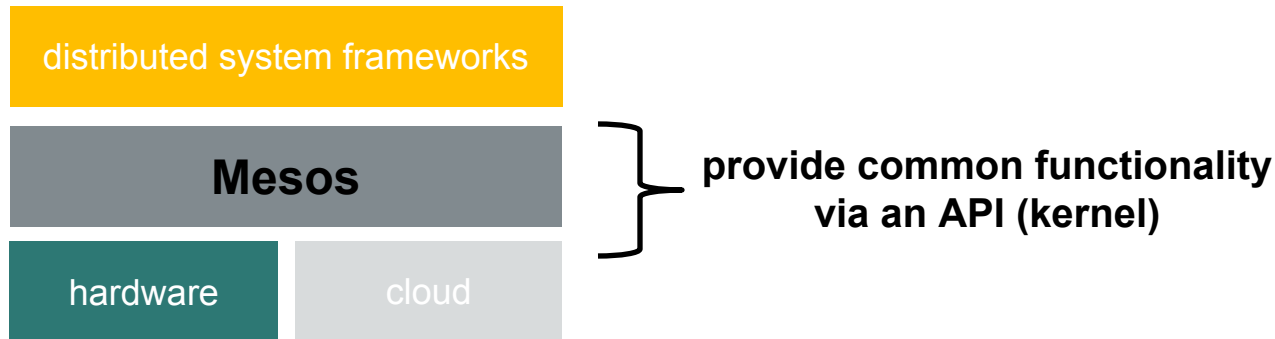 distributed system frameworks
Mesos
provide common functionality
via an API (kernel)
hardware
cloud